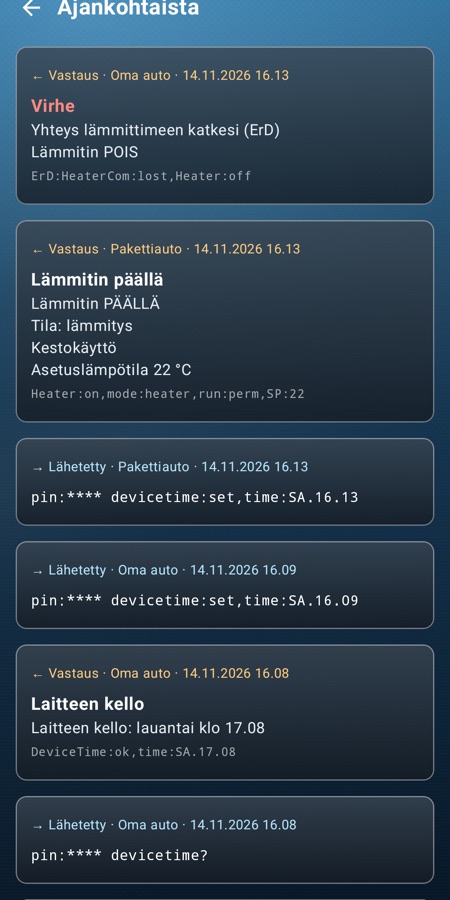 ← Ajankohtaista
← Vastaus · Oma auto · 14.11.2026 16.13
Virhe
Yhteys lämmittimeen katkesi (ErD)
Lämmitin POIS
ErD:HeaterCom:lost,Heater:off
← Vastaus · Pakettiauto · 14.11.2026 16.13
Lämmitin päällä
Lämmitin PÄÄLLÄ
Tila: lämmitys
Kestokäyttö
Asetuslämpötila 22 °C
Heater:on,mode:heater,run:perm,SP:22
→ Lähetetty · Pakettiauto · 14.11.2026 16.13
pin:**** devicetime:set,time:SA.16.13
→ Lähetetty · Oma auto · 14.11.2026 16.09
pin:**** devicetime:set,time:SA.16.09
← Vastaus · Oma auto · 14.11.2026 16.08
Laitteen kello
Laitteen kello: lauantai klo 17.08
DeviceTime:ok,time:SA.17.08
→ Lähetetty · Oma auto · 14.11.2026 16.08
pin:**** devicetime?